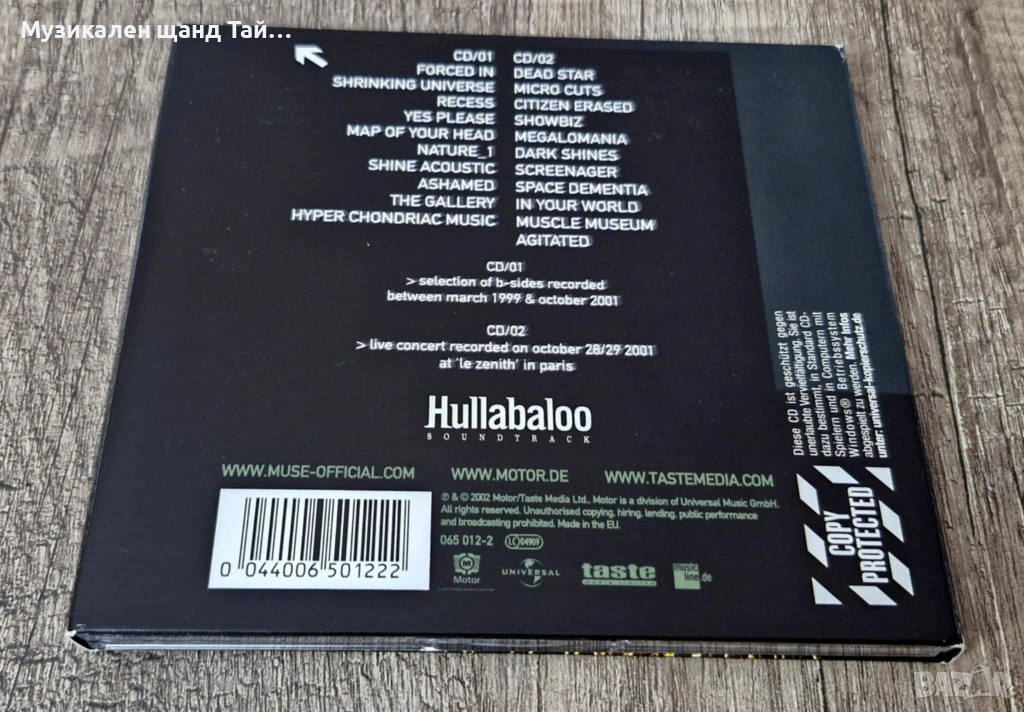 Музикален щанд Тай...
CD/01
FORCED IN
SHRINKING UNIVERSE
RECESS
YES PLEASE
MAP OF YOUR HEAD
NATURE_1
SHINE ACOUSTIC
ASHAMED
THE GALLERY
HYPER CHONDRIAC MUSIC
CD/02
DEAD STAR
MICRO CUTS
CITIZEN ERASED
SHOWBIZ
MEGALOMANIA
DARK SHINES
SCREENAGER
SPACE DEMENTIA
IN YOUR WORLD
MUSCLE MUSEUM
AGITATED
CD/01
> selection of b-sides recorded
between march 1999 & october 2001
CD/02
> live concert recorded on october 28/29 2001
at 'le zenith' in paris
Hullabaloo
SOUNDTRACK
WWW.MUSE-OFFICIAL.COM WWW.MOTOR.DE WWW.TASTEMEDIA.COM
℗ & © 2002 Motor/Taste Media Ltd., Motor is a division of Universal Music GmbH.
All rights reserved. Unauthorised copying, hiring, lending, public performance
and broadcasting prohibited. Made in the EU.
065 012-2 LC 04909
0 044006 501222
Motor
UNIVERSAL
taste
music
line.de
Diese CD ist geschützt gegen
unerlaubte Vervielfältigung. Sie ist
dazu bestimmt, in Standard CD-
Spielern und in Computern mit
Windows® Betriebssystem
abgespielt zu werden. Mehr Infos
unter: universal-kopierschutz.de
COPY
PROTECTED
BAZAR